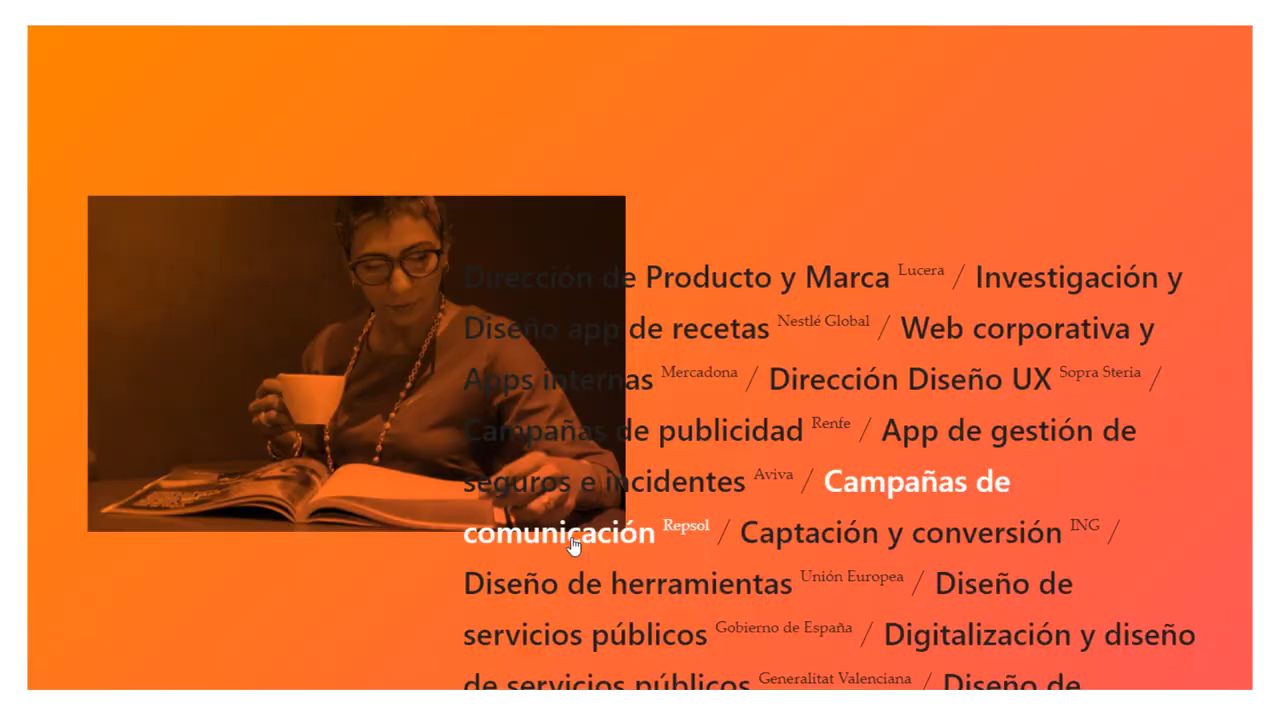 Dirección de Producto y Marca Lucera / Investigación y
Diseño app de recetas Nestlé Global / Web corporativa y
Apps internas Mercadona / Dirección Diseño UX Sopra Steria /
Campañas de publicidad Renfe / App de gestión de
seguros e incidentes Aviva / Campañas de
comunicación Repsol / Captación y conversión ING /
Diseño de herramientas Unión Europea / Diseño de
servicios públicos Gobierno de España / Digitalización y diseño
de servicios públicos Generalitat Valenciana / Diseño de